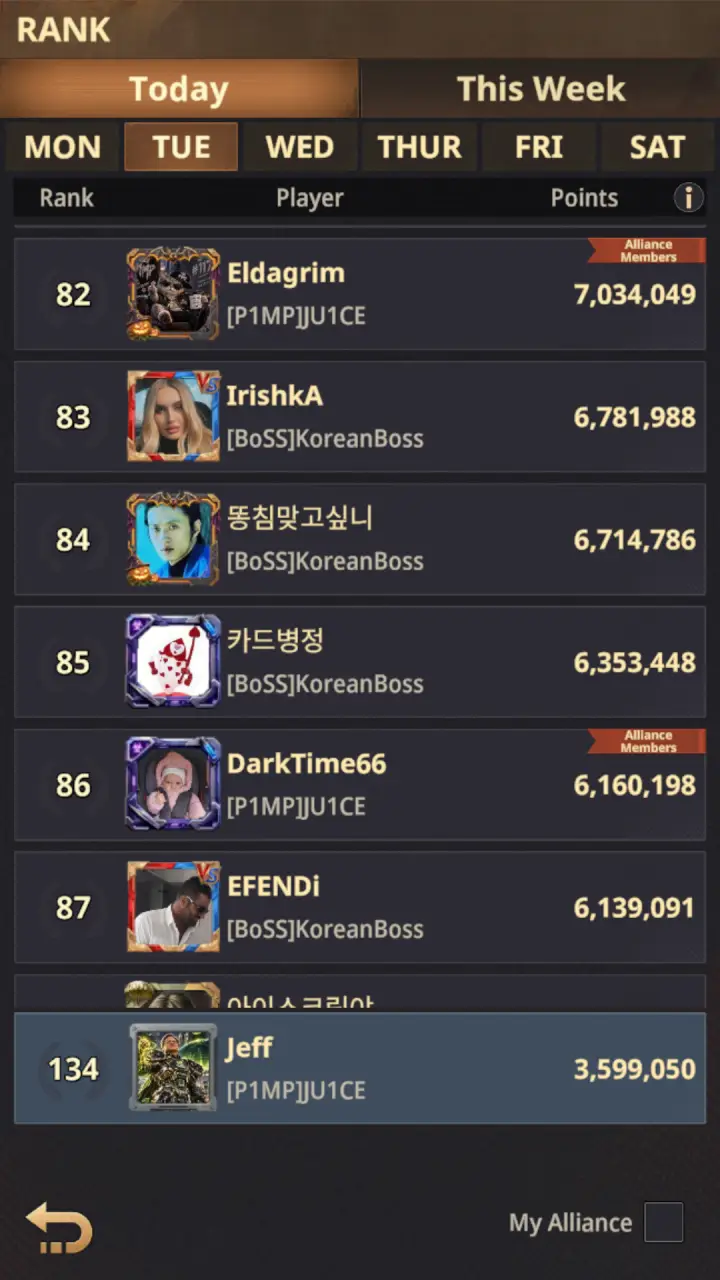 RANK
Today
This Week
MON
TUE
WED
THUR
FRI
SAT
Rank
Player
Points
Alliance
Members
82
Eldagrim
[P1MP]JU1CE
7,034,049
83
IrishkA
[BoSS]KoreanBoss
6,781,988
84
똥침맞고싶니
[BoSS]KoreanBoss
6,714,786
85
카드병정
[BoSS]KoreanBoss
6,353,448
Alliance
Members
86
DarkTime66
[P1MP]JU1CE
6,160,198
87
EFENDi
[BoSS]KoreanBoss
6,139,091
134
Jeff
[P1MP]JU1CE
3,599,050
My Alliance